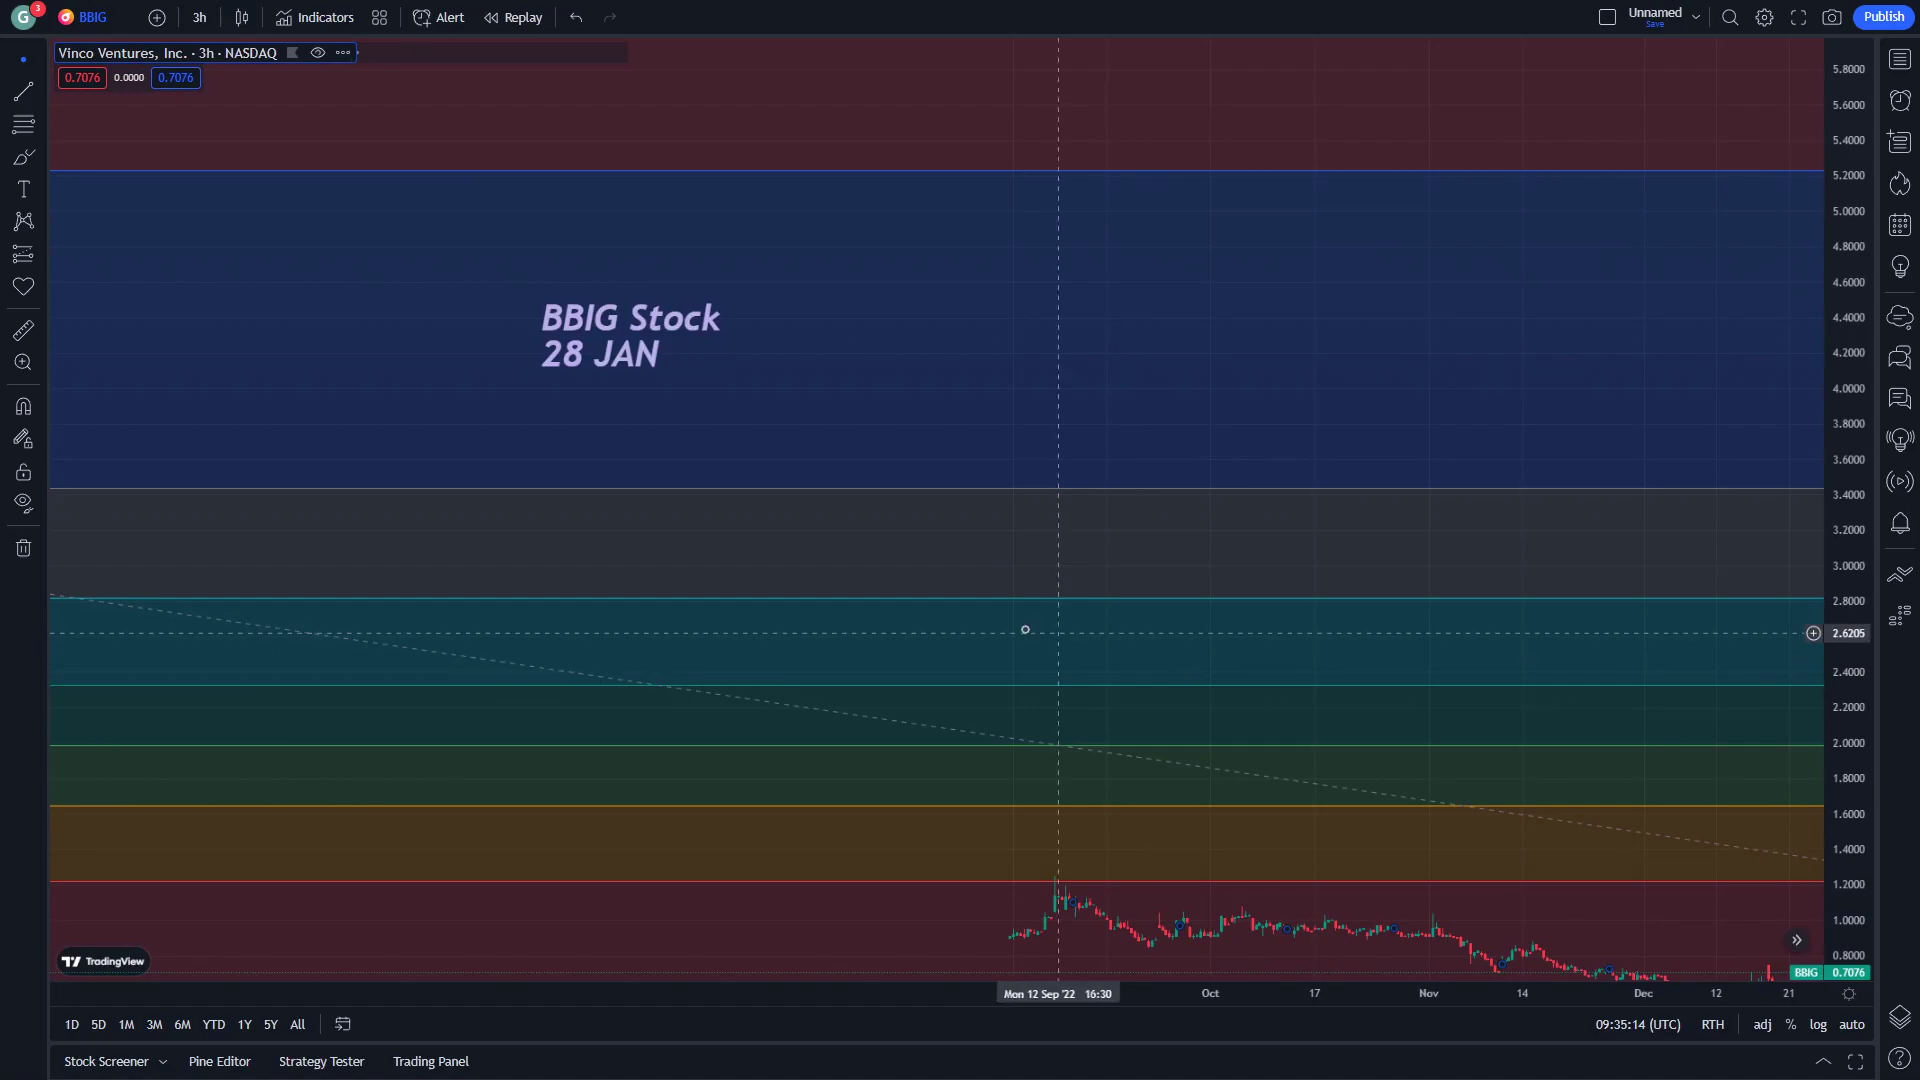 G 3 BBIG 3h Indicators Alert Replay Unnamed Save Publish
Vinco Ventures, Inc. · 3h · NASDAQ
0.7076 0.0000 0.7076
5.8000
5.6000
5.4000
5.2000
5.0000
4.8000
4.6000
BBIG Stock
4.4000
28 JAN
4.2000
4.0000
3.8000
3.6000
3.4000
3.2000
3.0000
2.8000
2.6205
2.4000
2.2000
2.0000
1.8000
1.6000
1.4000
1.2000
1.0000
0.8000
TradingView
BBIG 0.7076
Mon 12 Sep '22 16:30 Oct 17 Nov 14 Dec 12 21
1D 5D 1M 3M 6M YTD 1Y 5Y All 09:35:14 (UTC) RTH adj % log auto
Stock Screener Pine Editor Strategy Tester Trading Panel